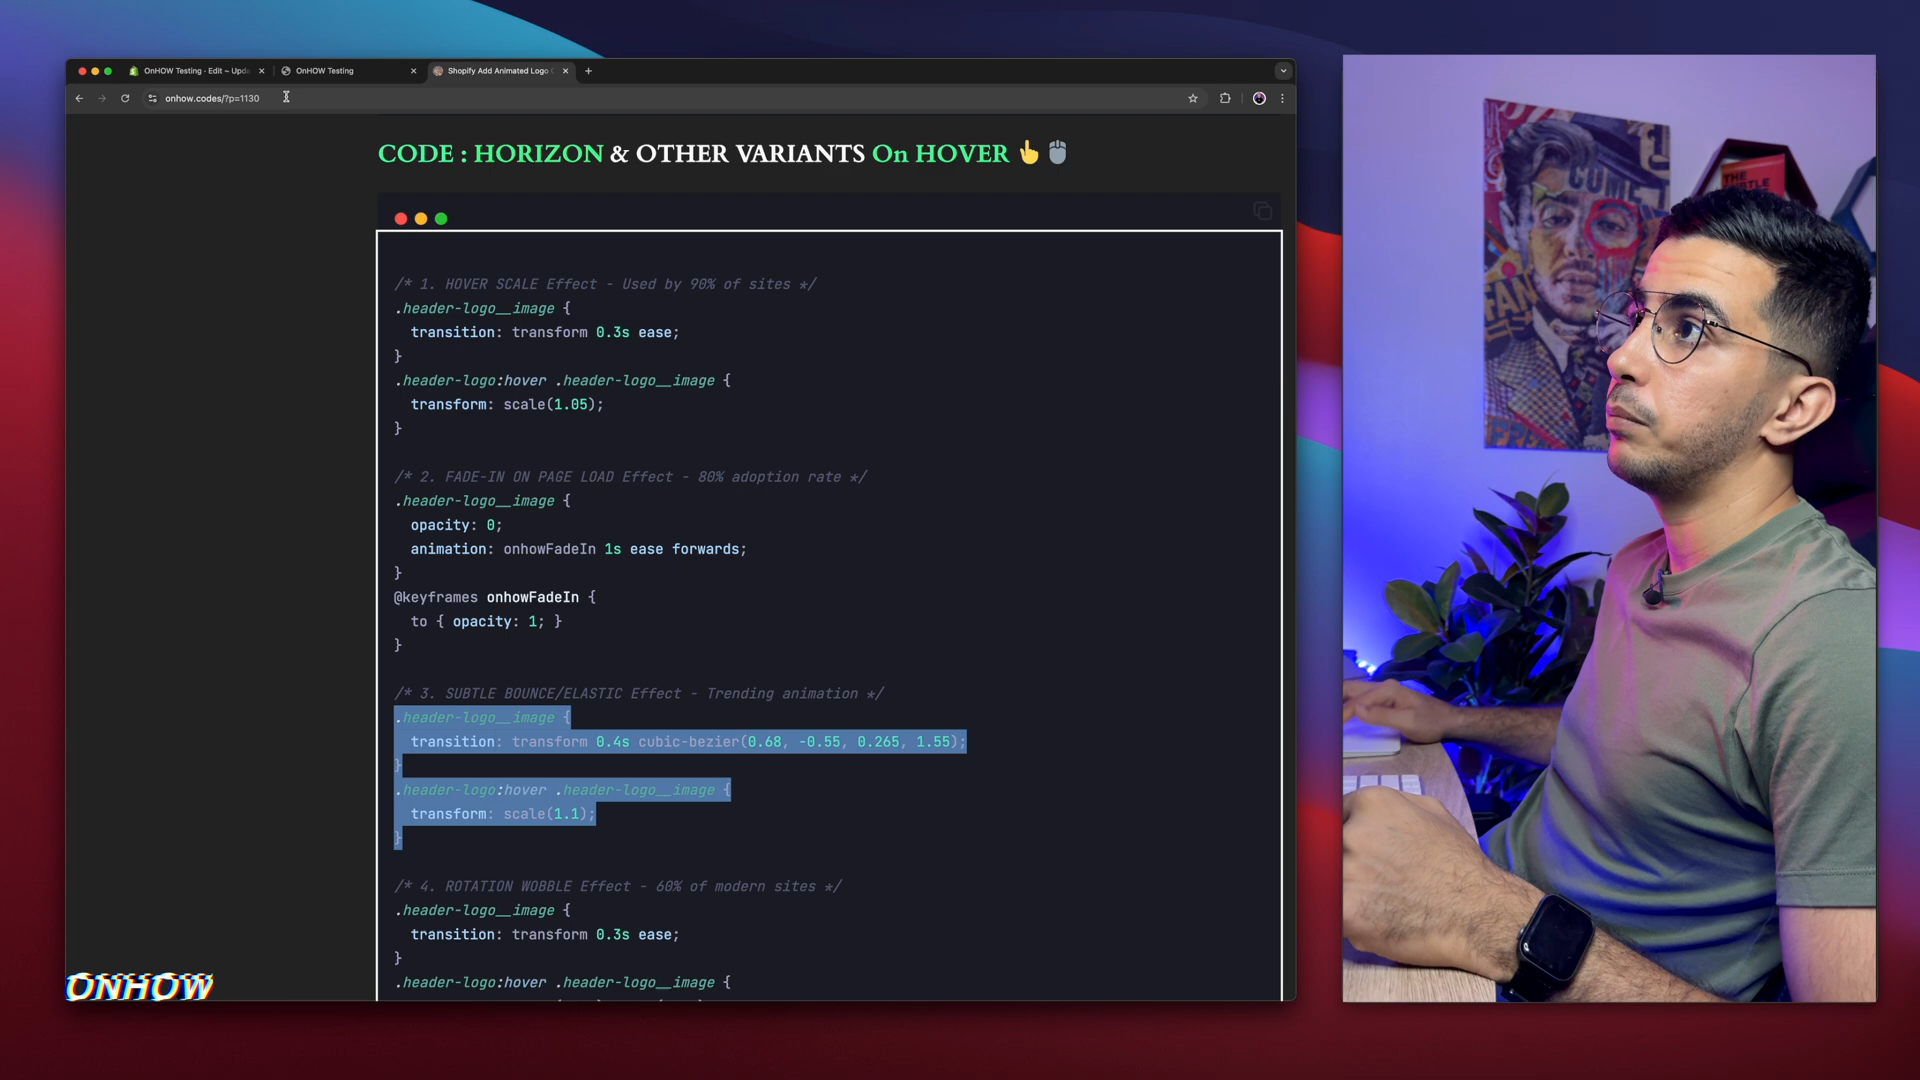 OnHOW Testing · Edit ~ Upda
OnHOW Testing
Shopify Add Animated Logo
onhow.codes/?p=1130
CODE : HORIZON & OTHER VARIANTS On HOVER
/* 1. HOVER SCALE Effect - Used by 90% of sites */
.header-logo__image {
transition: transform 0.3s ease;
}
.header-logo:hover .header-logo__image {
transform: scale(1.05);
}
/* 2. FADE-IN ON PAGE LOAD Effect - 80% adoption rate */
.header-logo__image {
opacity: 0;
animation: onhowFadeIn 1s ease forwards;
}
@keyframes onhowFadeIn {
to { opacity: 1; }
}
/* 3. SUBTLE BOUNCE/ELASTIC Effect - Trending animation */
.header-logo__image {
transition: transform 0.4s cubic-bezier(0.68, -0.55, 0.265, 1.55);
}
.header-logo:hover .header-logo__image {
transform: scale(1.1);
}
/* 4. ROTATION WOBBLE Effect - 60% of modern sites */
.header-logo__image {
transition: transform 0.3s ease;
}
.header-logo:hover .header-logo__image {
ONHOW
COME
THE
SUBTLE